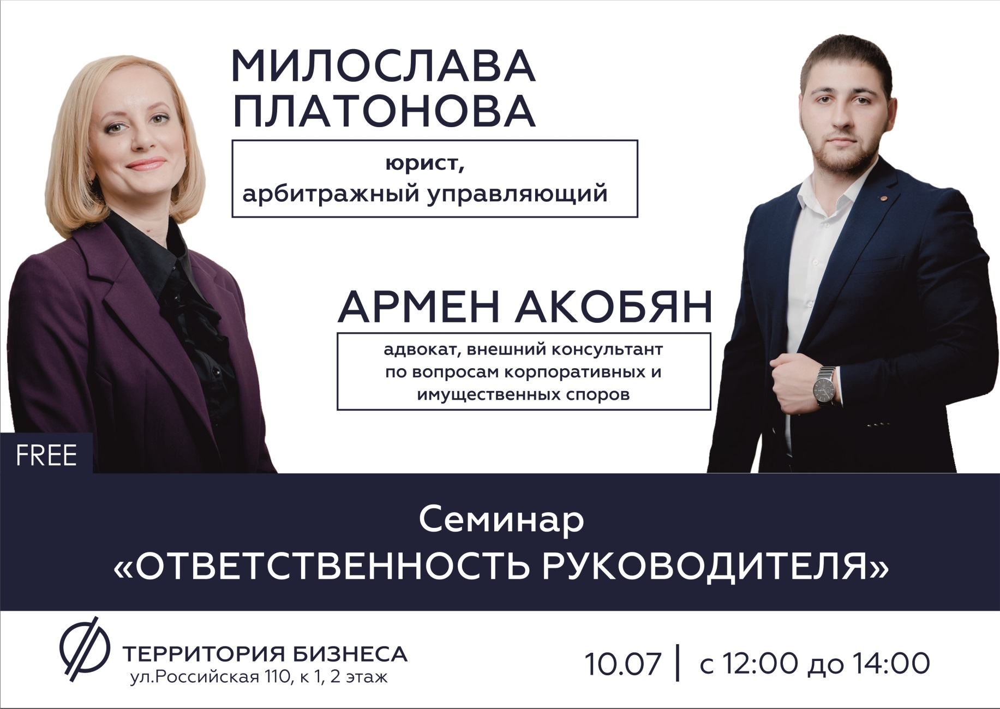 МИЛОСЛАВА
ПЛАТОНОВА
юрист,
арбитражный управляющий
АРМЕН АКОБЯН
адвокат, внешний консультант
по вопросам корпоративных и
имущественных споров
FREE
Семинар
«ОТВЕТСТВЕННОСТЬ РУКОВОДИТЕЛЯ»
ТЕРРИТОРИЯ БИЗНЕСА
ул.Российская 110, к 1, 2 этаж
10.07 | с 12:00 до 14:00